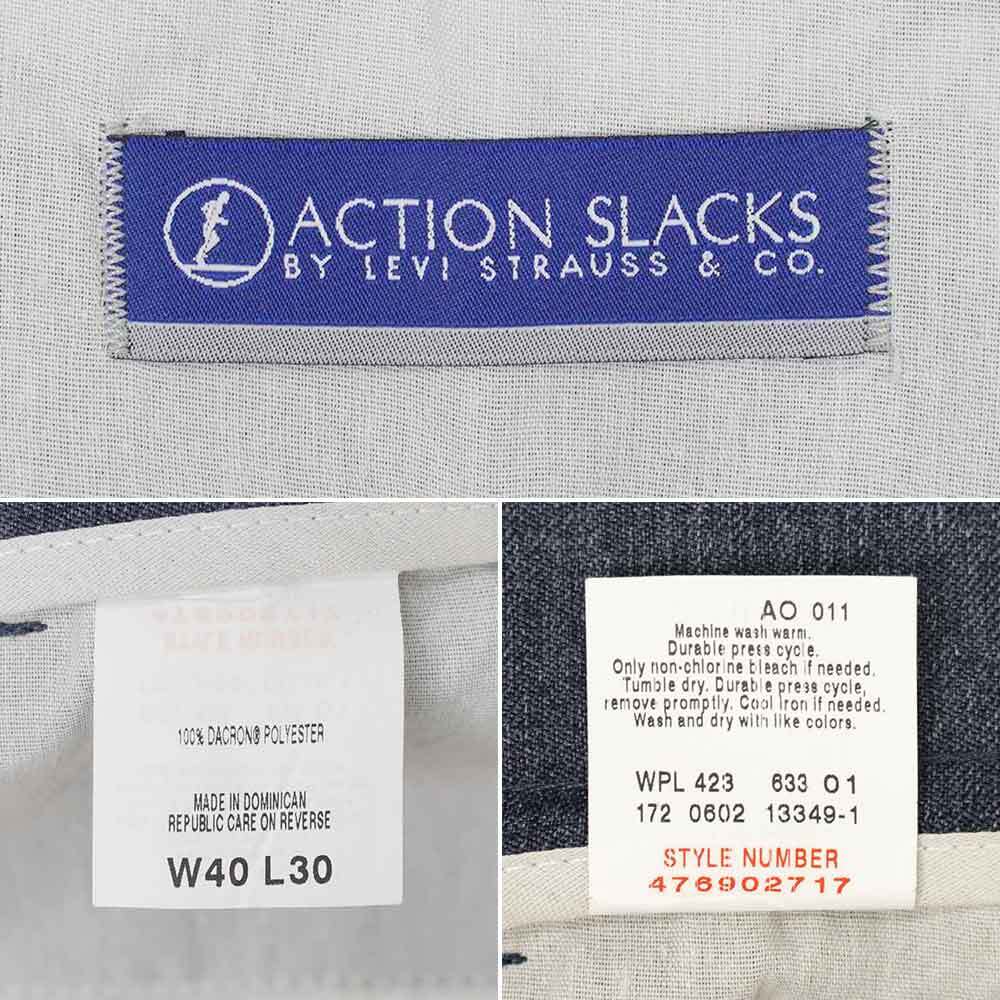 ACTION SLACKS
BY LEVI STRAUSS & CO.
100% DACRON® POLYESTER
MADE IN DOMINICAN
REPUBLIC CARE ON REVERSE
W40 L30
AO 011
Machine wash warm.
Durable press cycle.
Only non-chlorine bleach if needed.
Tumble dry. Durable press cycle,
remove promptly. Cool iron if needed.
Wash and dry with like colors.
WPL 423 633 01
172 0602 13349-1
STYLE NUMBER
476902717